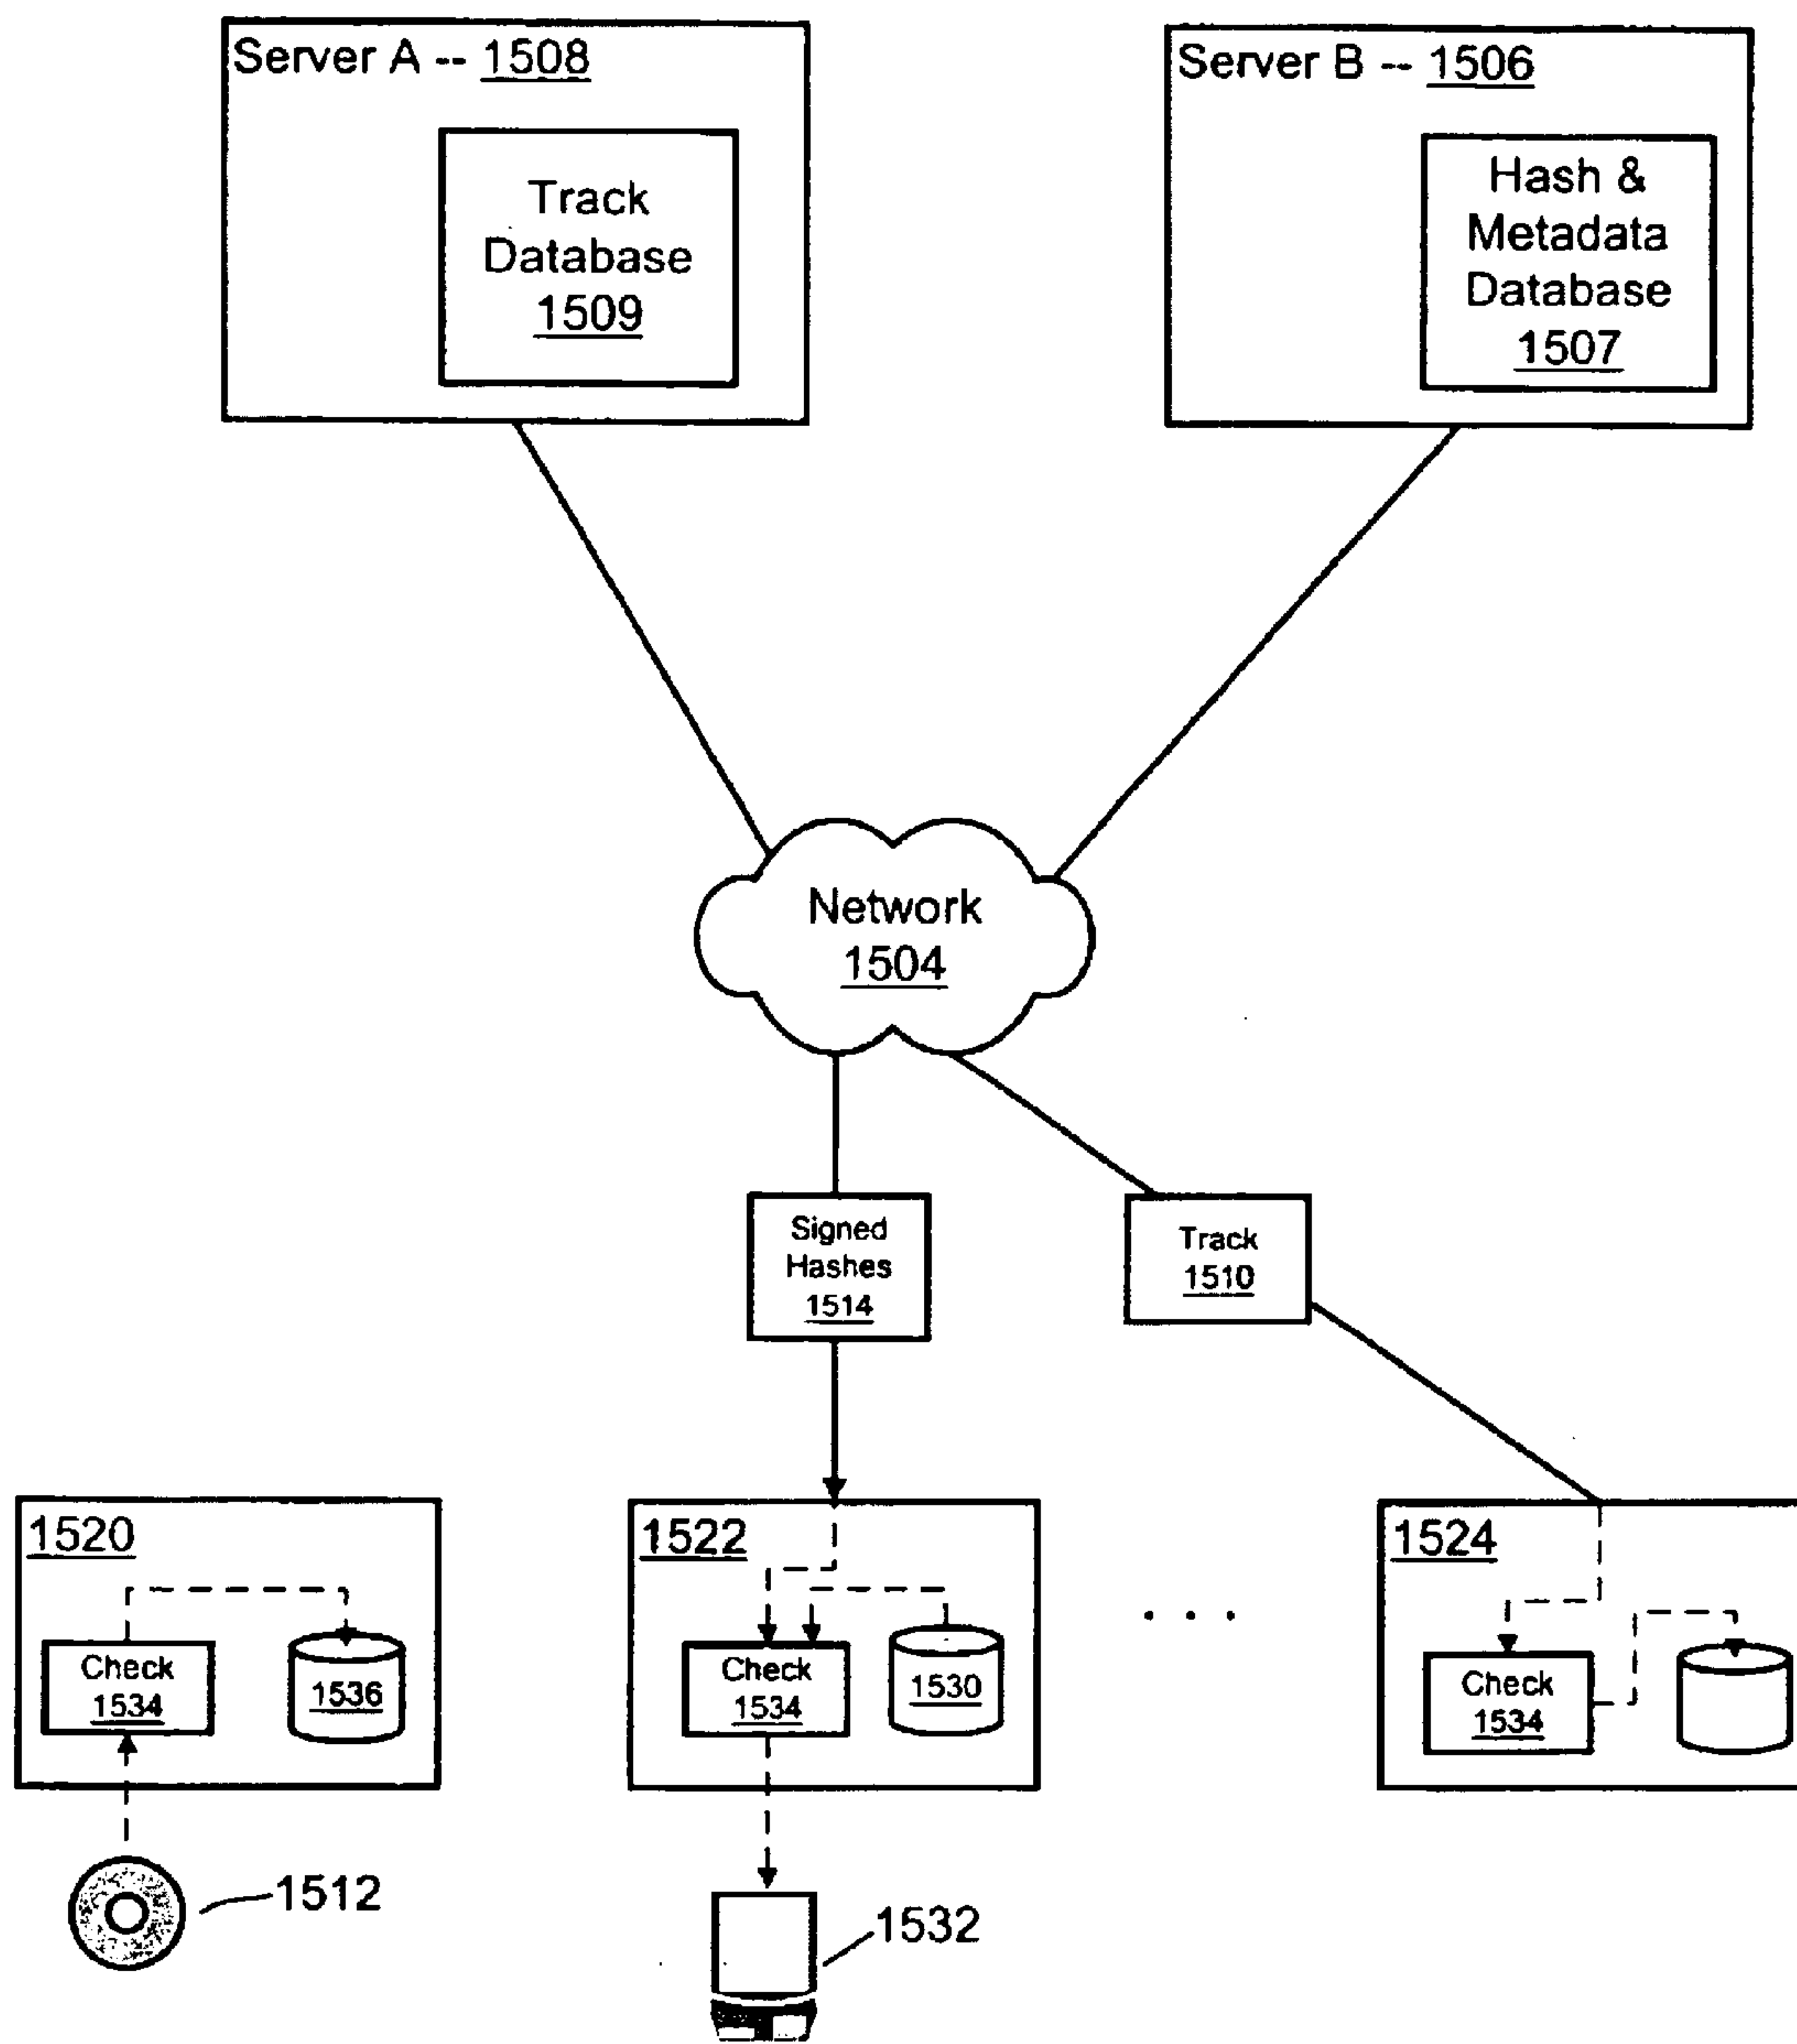 Server A -- 1508
Track
Database
1509
Server B -- 1506
Hash &
Metadata
Database
1507
Network
1504
Signed
Hashes
1514
Track
1510
1520
Check
1534
1536
1522
Check
1534
1530
. . .
1524
Check
1534
1512
1532